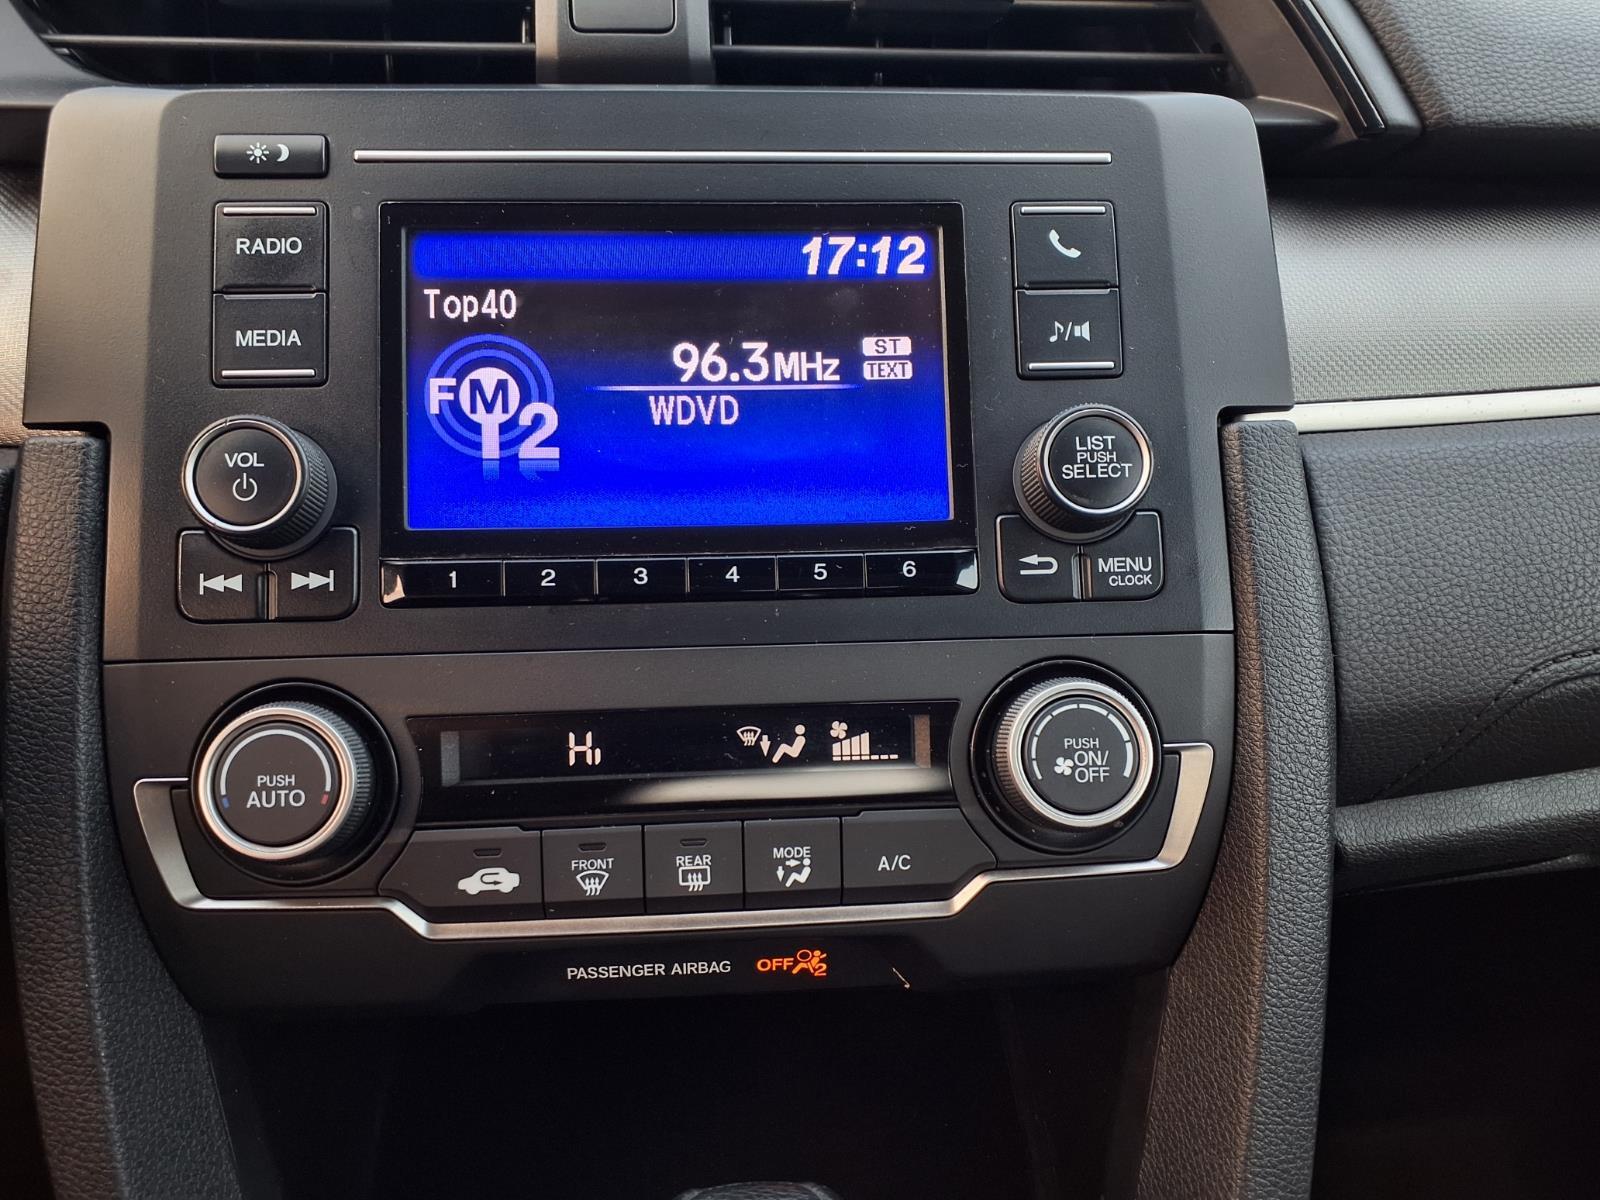 17:12
RADIO
Top40
96.3MHz
ST
TEXT
FM
2
WDVD
MEDIA
VOL
LIST
PUSH
SELECT
1 2 3 4 5 6
MENU
CLOCK
Hi
PUSH
AUTO
PUSH
ON/
OFF
FRONT
REAR
MODE
A/C
PASSENGER AIRBAG OFF 2